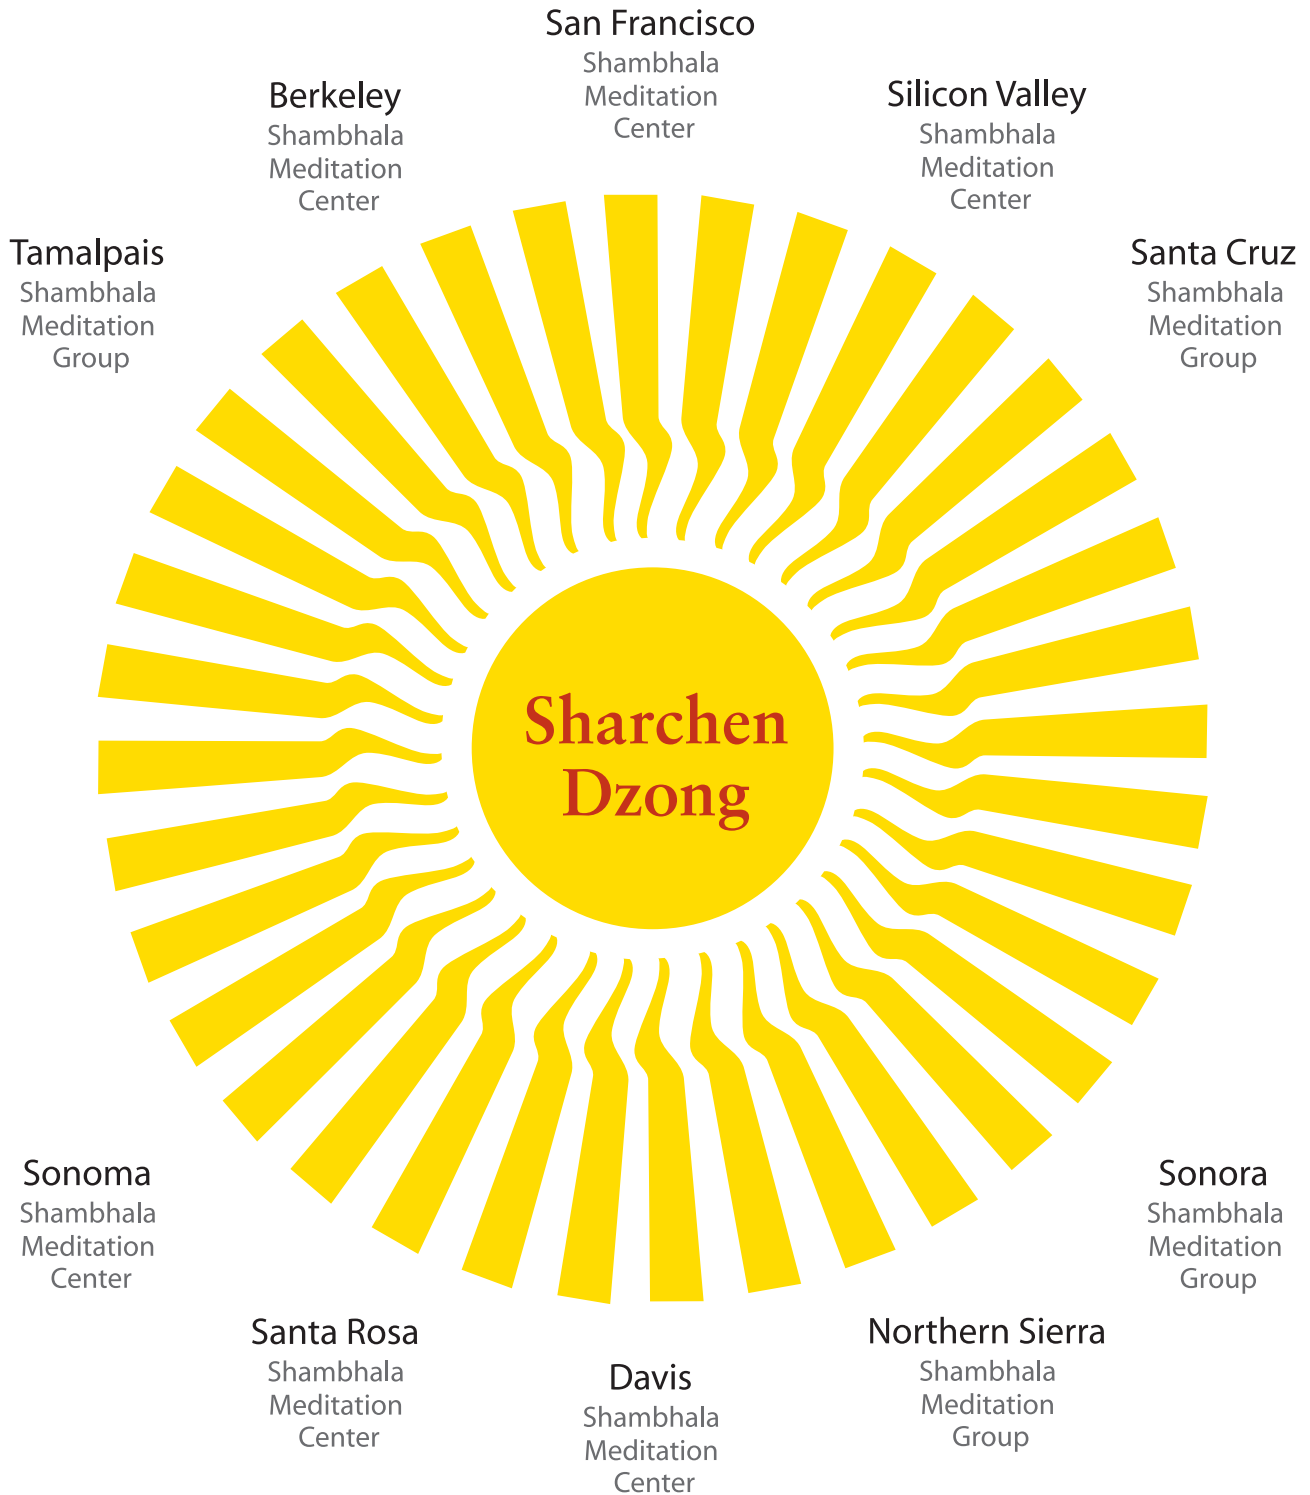 San Francisco
Shambhala
Meditation
Center
Berkeley
Shambhala
Meditation
Center
Silicon Valley
Shambhala
Meditation
Center
Tamalpais
Shambhala
Meditation
Group
Santa Cruz
Shambhala
Meditation
Group
Sharchen
Dzong
Sonoma
Shambhala
Meditation
Center
Sonora
Shambhala
Meditation
Group
Santa Rosa
Shambhala
Meditation
Center
Northern Sierra
Shambhala
Meditation
Group
Davis
Shambhala
Meditation
Center